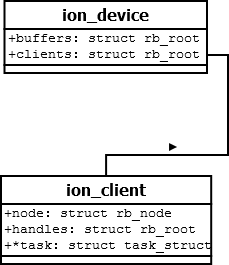 ion_device
+buffers: struct rb_root
+clients: struct rb_root
ion_client
+node: struct rb_node
+handles: struct rb_root
+*task: struct task_struct